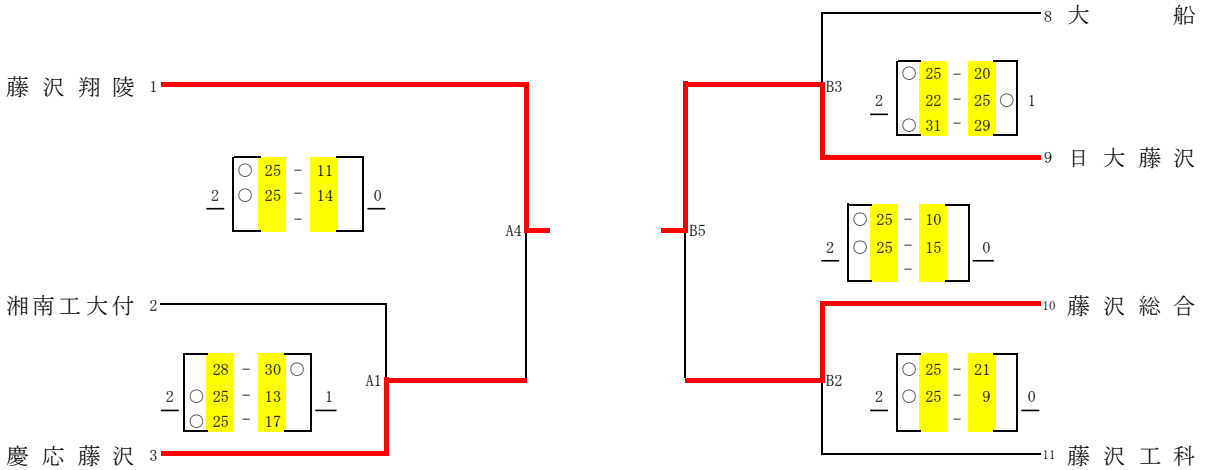 8 大船
藤沢翔陵 1
B3
○ 25 - 20
2 22 - 25 ○ 1
○ 31 - 29
9 日大藤沢
○ 25 - 11
2 ○ 25 - 14 0
-
A4
B5
○ 25 - 10
2 ○ 25 - 15 0
-
湘南工大付 2
10 藤沢総合
28 - 30 ○
2 ○ 25 - 13 1
○ 25 - 17
A1
B2
○ 25 - 21
2 ○ 25 - 9 0
-
慶応藤沢 3
11 藤沢工科